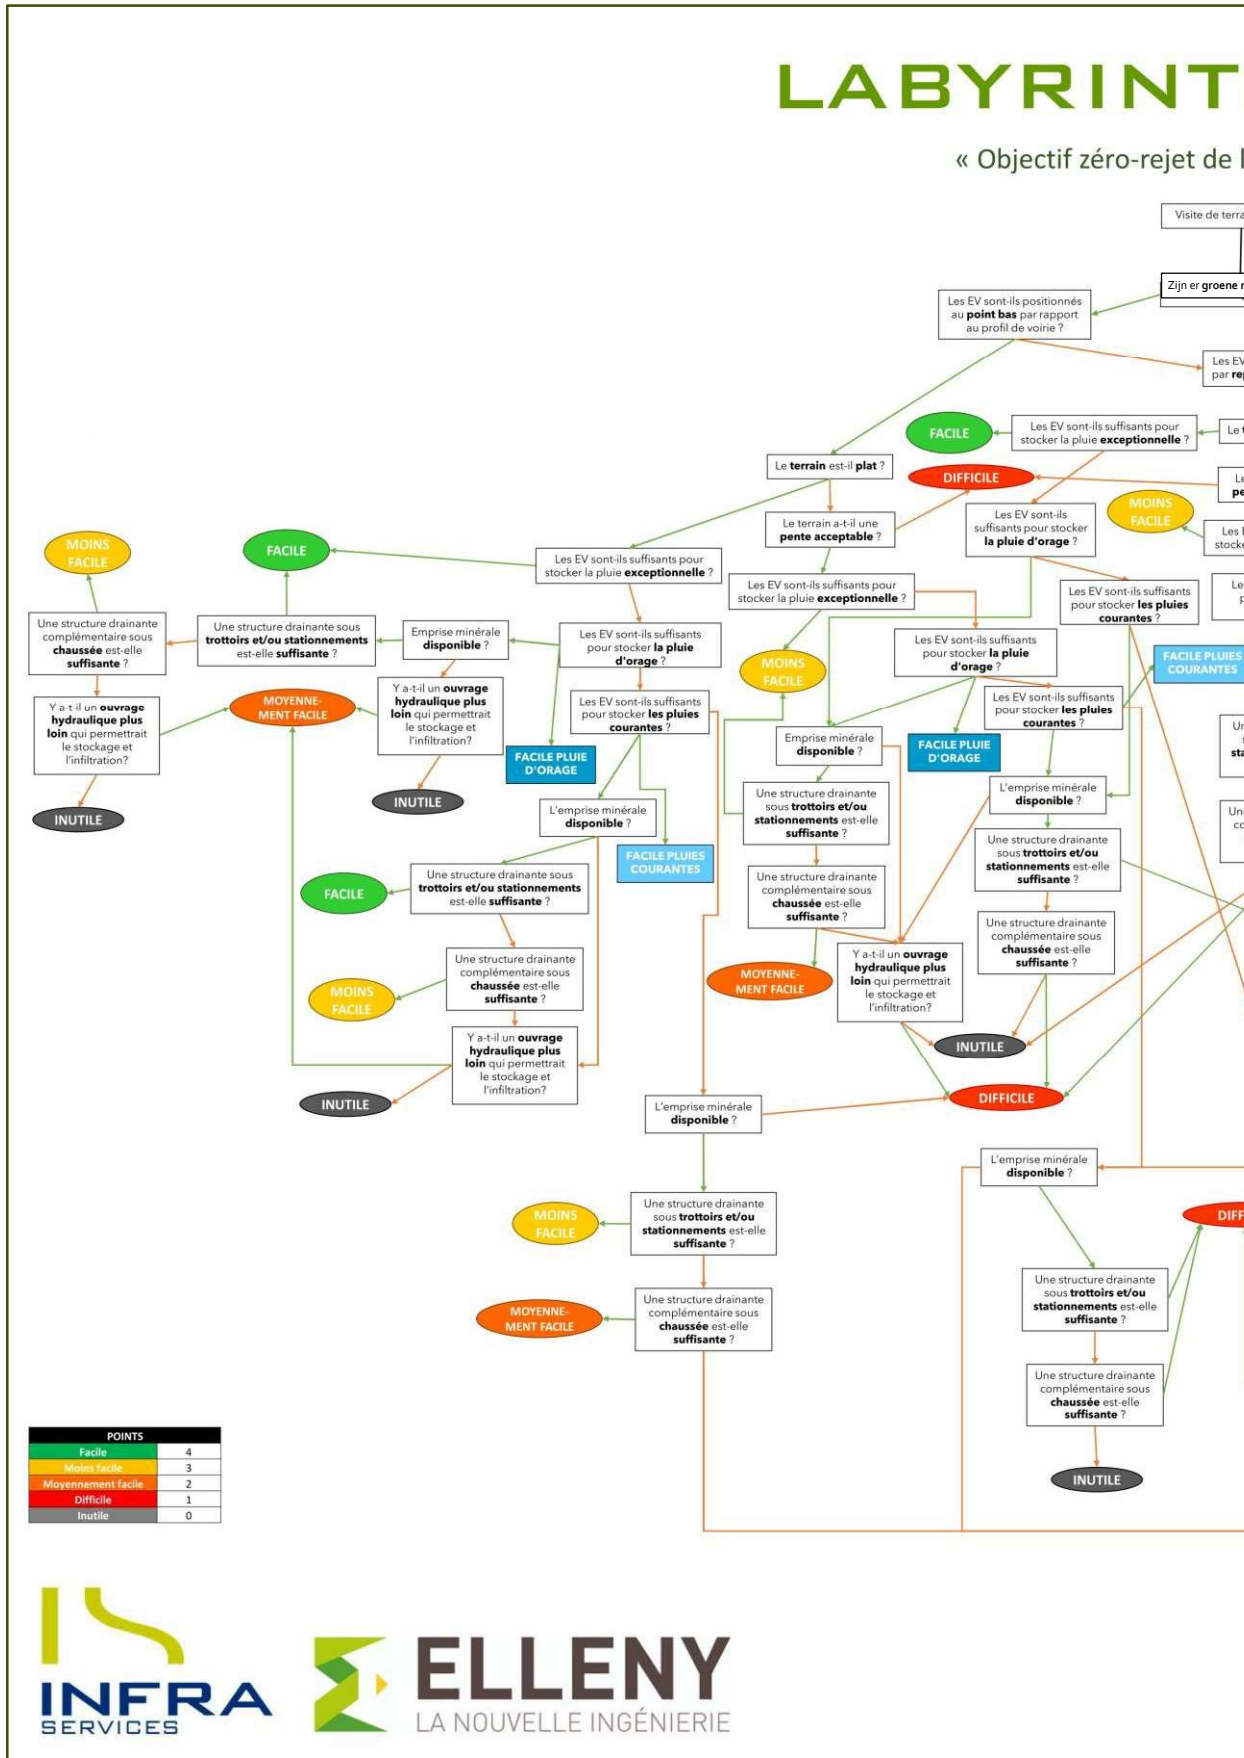 LABYRINT
« Objectif zéro-rejet de l
Visite de terra
Zijn er groene r
Les EV sont-ils positionnés
au point bas par rapport
au profil de voirie ?
Les EV
par rep
FACILE
Les EV sont-ils suffisants pour
stocker la pluie exceptionnelle ?
Le t
Le terrain est-il plat ?
DIFFICILE
Le
pe
MOINS
FACILE
Le terrain a-t-il une
pente acceptable ?
Les EV sont-ils
suffisants pour stocker
la pluie d'orage ?
Les E
stocke
MOINS
FACILE
FACILE
Les EV sont-ils suffisants pour
stocker la pluie exceptionnelle ?
Les EV sont-ils suffisants pour
stocker la pluie exceptionnelle ?
Les EV sont-ils suffisants
pour stocker les pluies
courantes ?
Le
p
Une structure drainante
complémentaire sous
chaussée est-elle
suffisante ?
Une structure drainante sous
trottoirs et/ou stationnements
est-elle suffisante ?
Emprise minérale
disponible ?
Les EV sont-ils suffisants
pour stocker la pluie
d'orage ?
Les EV sont-ils suffisants
pour stocker la pluie
d'orage ?
FACILE PLUIES
COURANTES
MOINS
FACILE
Y a-t-il un ouvrage
hydraulique plus
loin qui permettrait
le stockage et
l'infiltration?
MOYENNE-
MENT FACILE
Y a-t-il un ouvrage
hydraulique plus
loin qui permettrait
le stockage et
l'infiltration?
Les EV sont-ils suffisants
pour stocker les pluies
courantes ?
Les EV sont-ils suffisants
pour stocker les pluies
courantes ?
FACILE PLUIE
D'ORAGE
Emprise minérale
disponible ?
FACILE PLUIE
D'ORAGE
Un
s
sta
INUTILE
INUTILE
L'emprise minérale
disponible ?
Une structure drainante
sous trottoirs et/ou
stationnements est-elle
suffisante ?
L'emprise minérale
disponible ?
Une
co
FACILE PLUIES
COURANTES
Une structure drainante
sous trottoirs et/ou
stationnements est-elle
suffisante ?
FACILE
Une structure drainante sous
trottoirs et/ou stationnements
est-elle suffisante ?
Une structure drainante
complémentaire sous
chaussée est-elle
suffisante ?
Une structure drainante
complémentaire sous
chaussée est-elle
suffisante ?
MOINS
FACILE
Une structure drainante
complémentaire sous
chaussée est-elle
suffisante ?
MOYENNE-
MENT FACILE
Y a-t-il un ouvrage
hydraulique plus
loin qui permettrait
le stockage et
l'infiltration?
INUTILE
Y a-t-il un ouvrage
hydraulique plus
loin qui permettrait
le stockage et
l'infiltration?
INUTILE
L'emprise minérale
disponible ?
DIFFICILE
L'emprise minérale
disponible ?
MOINS
FACILE
Une structure drainante
sous trottoirs et/ou
stationnements est-elle
suffisante ?
DIFF
Une structure drainante
sous trottoirs et/ou
stationnements est-elle
suffisante ?
MOYENNE-
MENT FACILE
Une structure drainante
complémentaire sous
chaussée est-elle
suffisante ?
Une structure drainante
complémentaire sous
chaussée est-elle
suffisante ?
INUTILE
POINTS
Facile 4
Moins facile 3
Moyennement facile 2
Difficile 1
Inutile 0
INFRA
SERVICES
ELLENY
LA NOUVELLE INGÉNIERIE